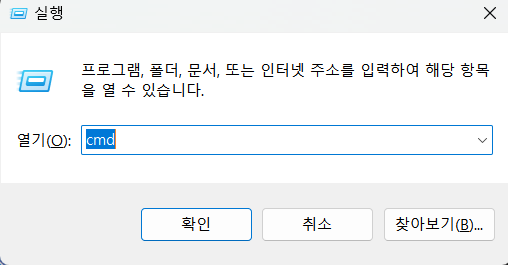 실행
프로그램, 폴더, 문서, 또는 인터넷 주소를 입력하여 해당 항목
을 열 수 있습니다.
열기(O): cmd
확인 취소 찾아보기(B)...